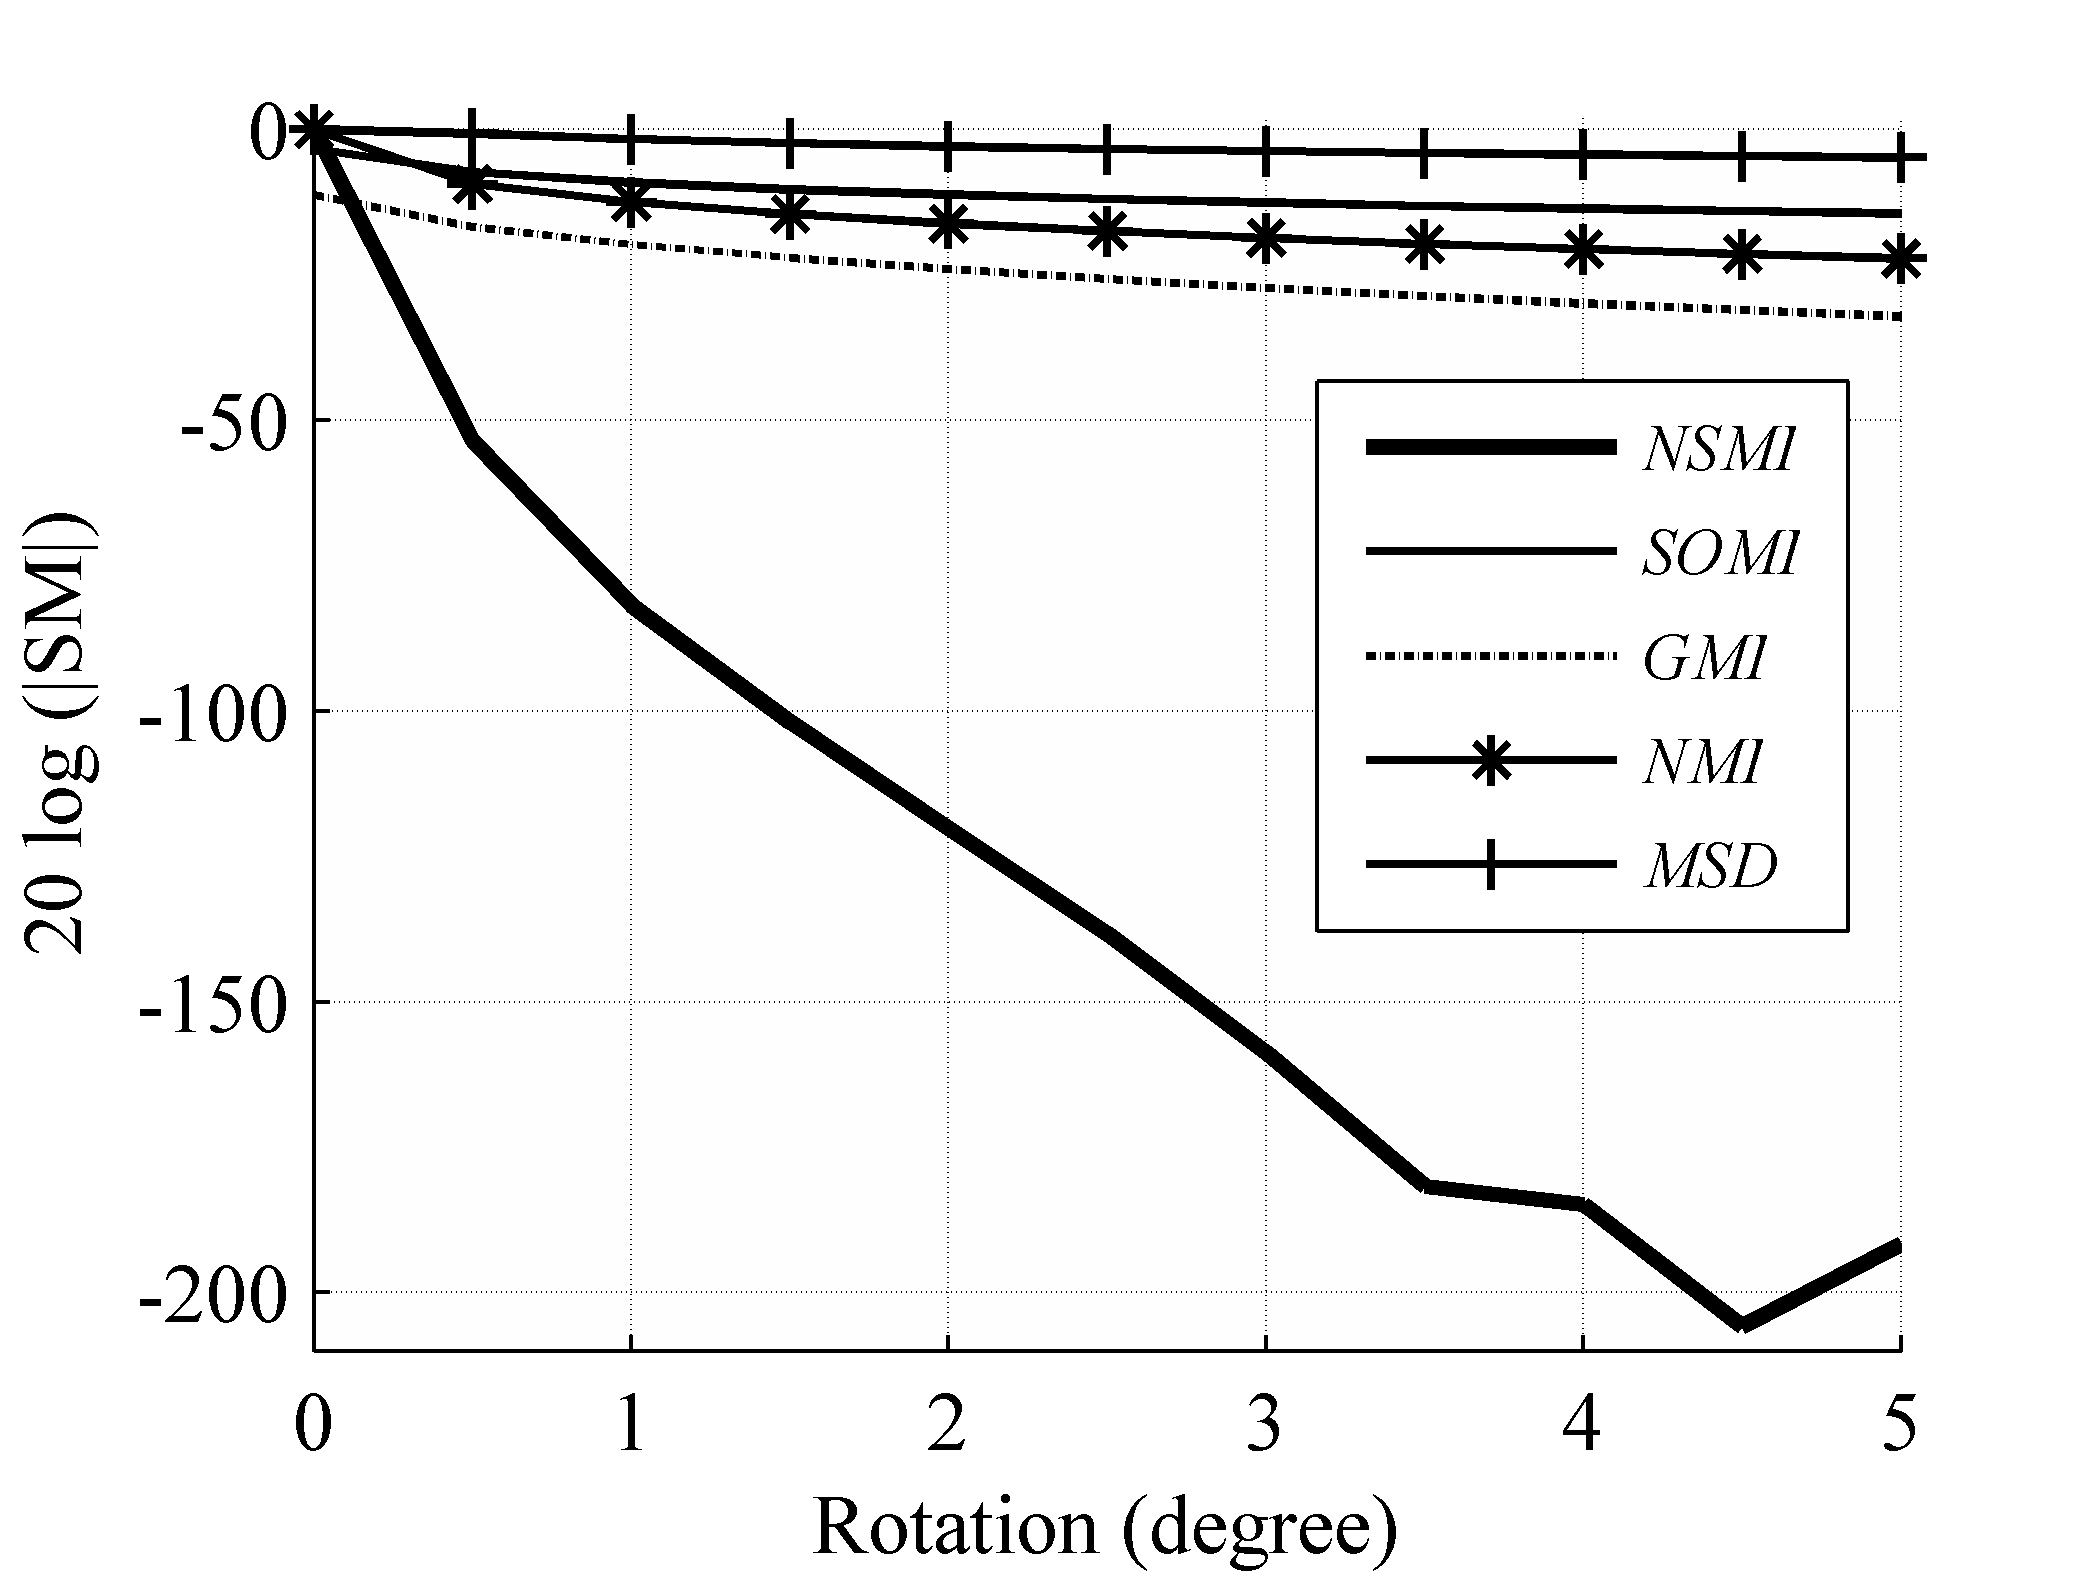 0
-50
-100
-150
-200
20 log (|SM|)
0 1 2 3 4 5
Rotation (degree)
NSMI
SOMI
GMI
NMI
MSD